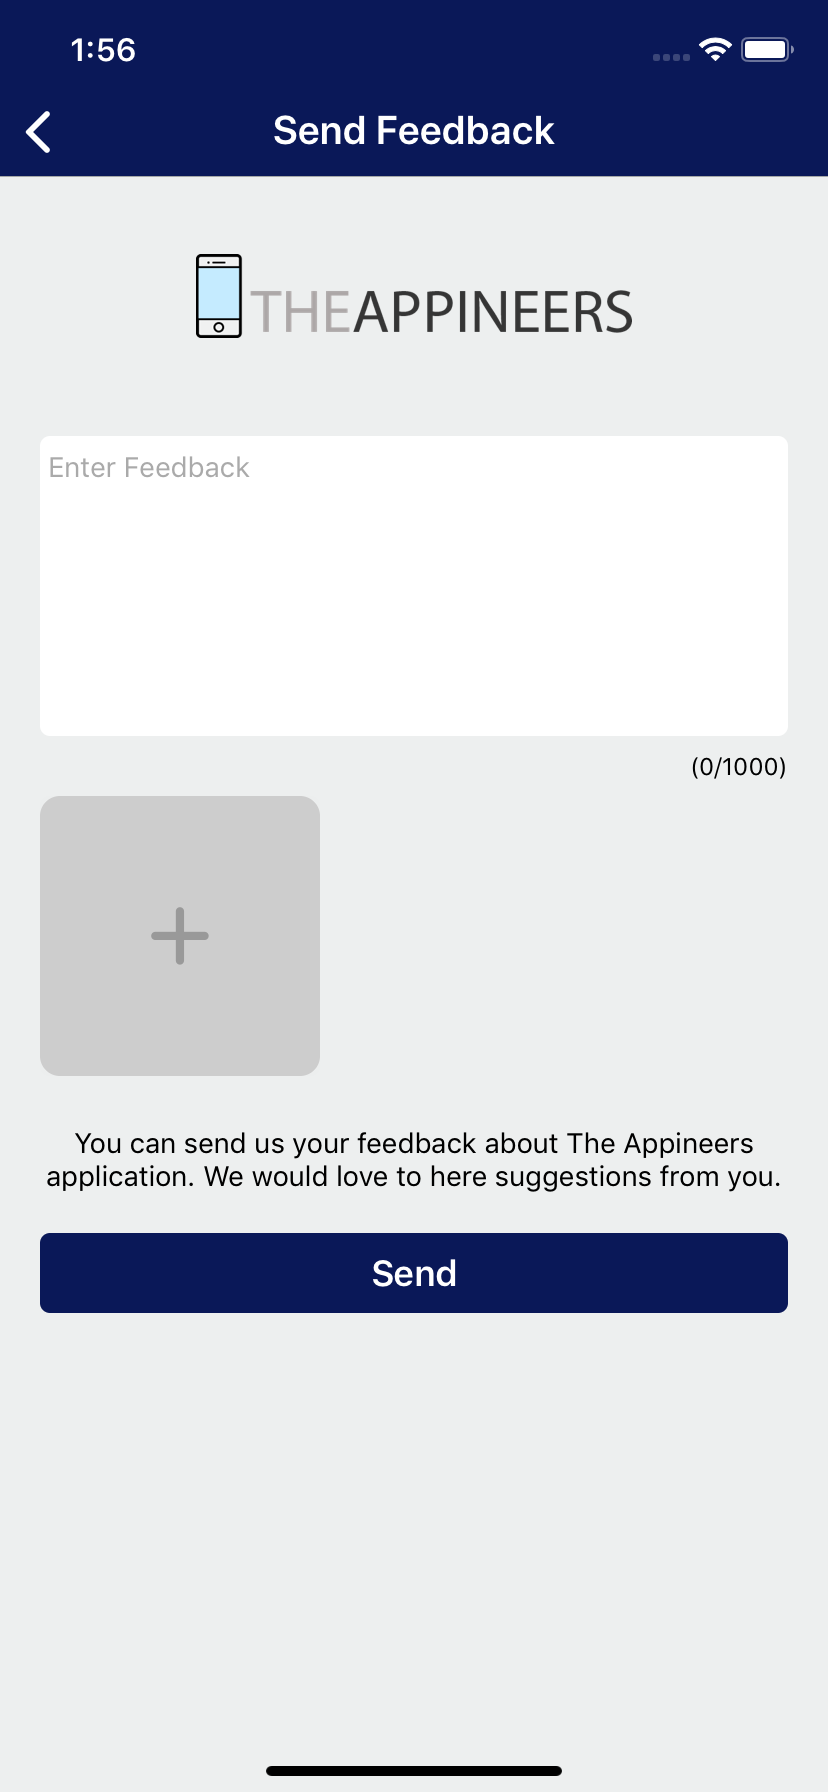 1:56
Send Feedback
THEAPPINEERS
Enter Feedback
(0/1000)
You can send us your feedback about The Appineers
application. We would love to here suggestions from you.
Send